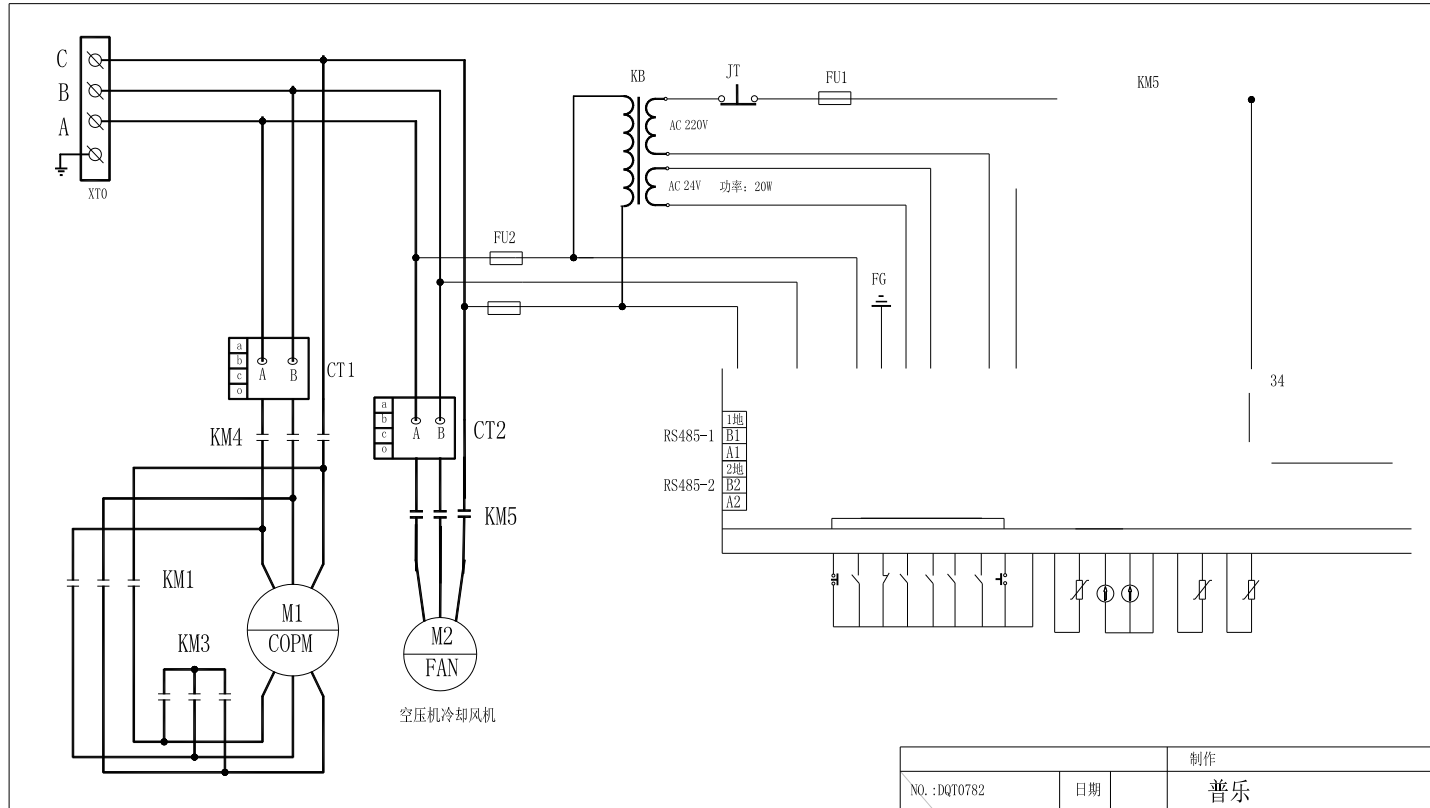 C
B
A
XT0
KB
JT
FU1
KM5
AC 220V
AC 24V 功率: 20W
FU2
FG
a
b
c
o
A B
CT1
KM4
a
b
c
o
A B
CT2
KM5
34
RS485-1
1地
B1
A1
RS485-2
2地
B2
A2
KM1
M1
COPM
KM3
M2
FAN
空压机冷却风机
制作
NO.:DQT0782
日期
普乐